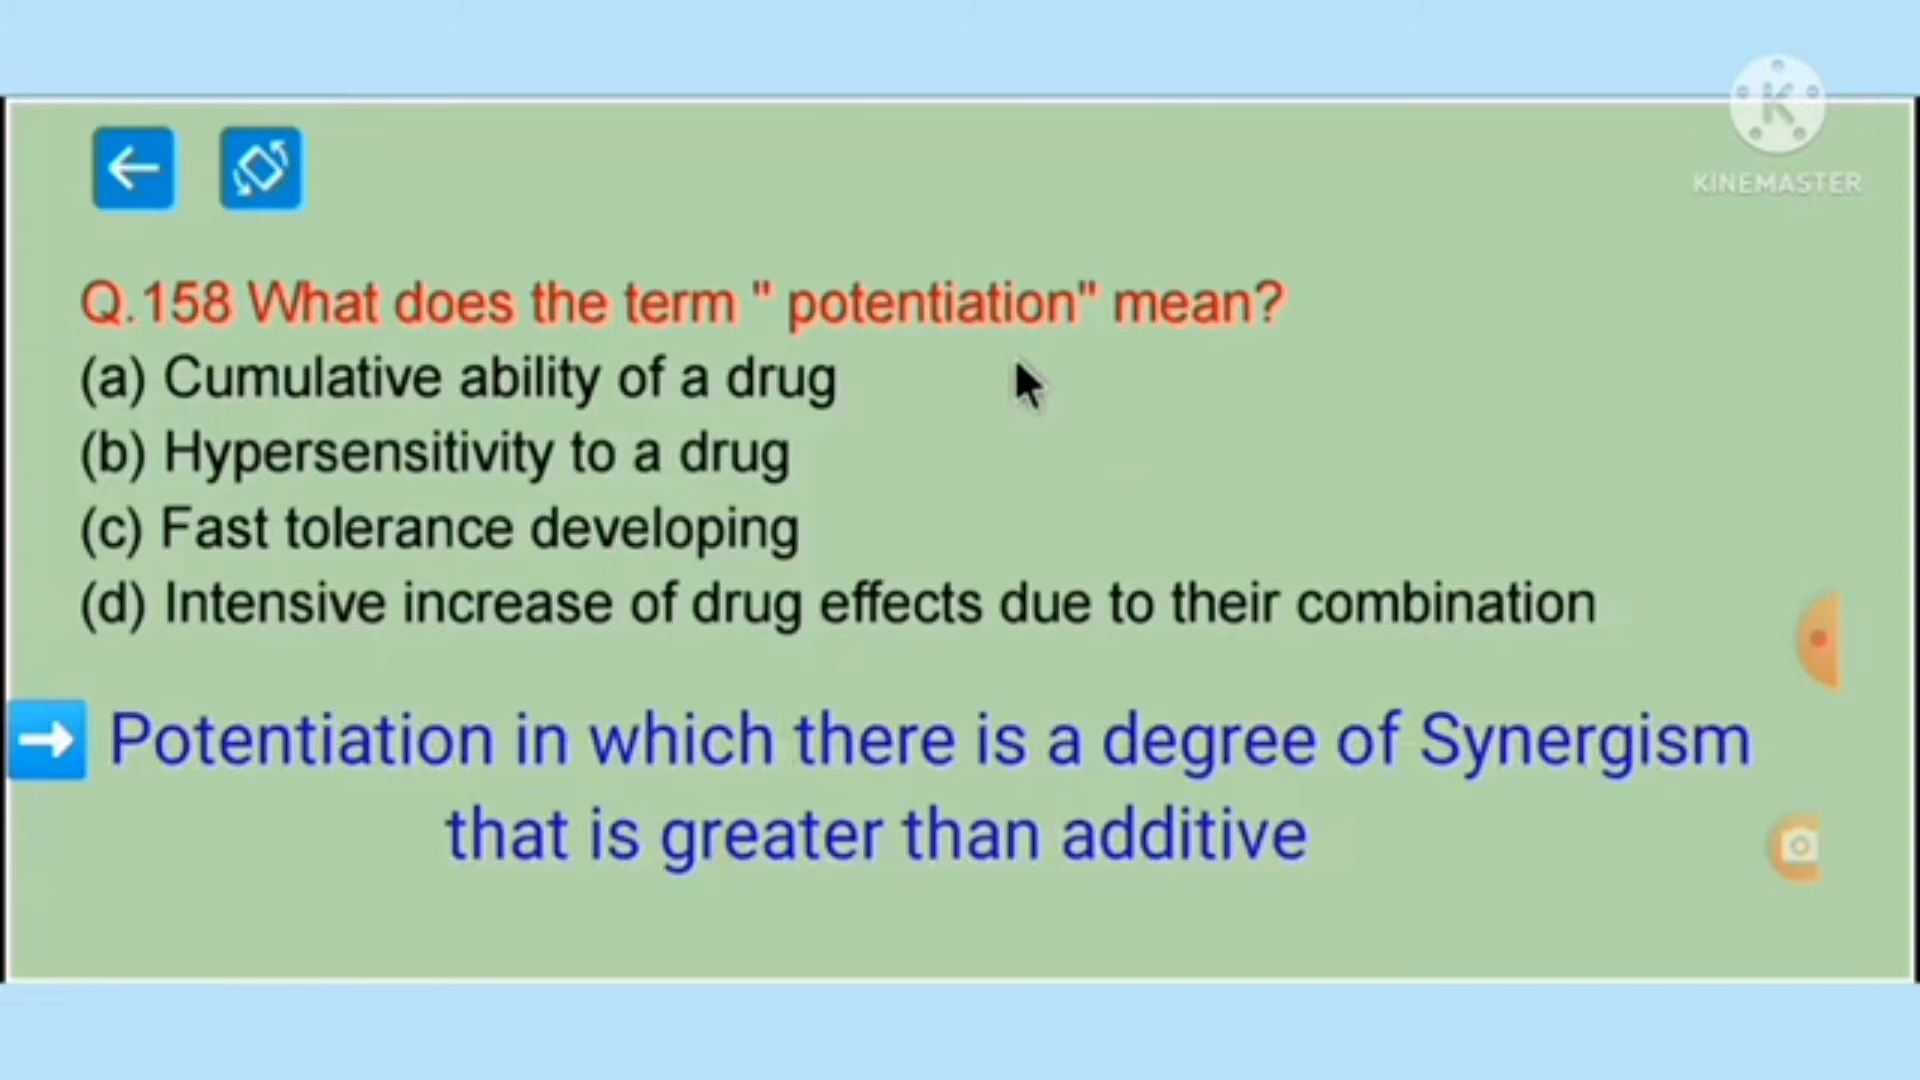 KINEMASTER
Q.158 What does the term " potentiation" mean?
(a) Cumulative ability of a drug
(b) Hypersensitivity to a drug
(c) Fast tolerance developing
(d) Intensive increase of drug effects due to their combination
Potentiation in which there is a degree of Synergism
that is greater than additive